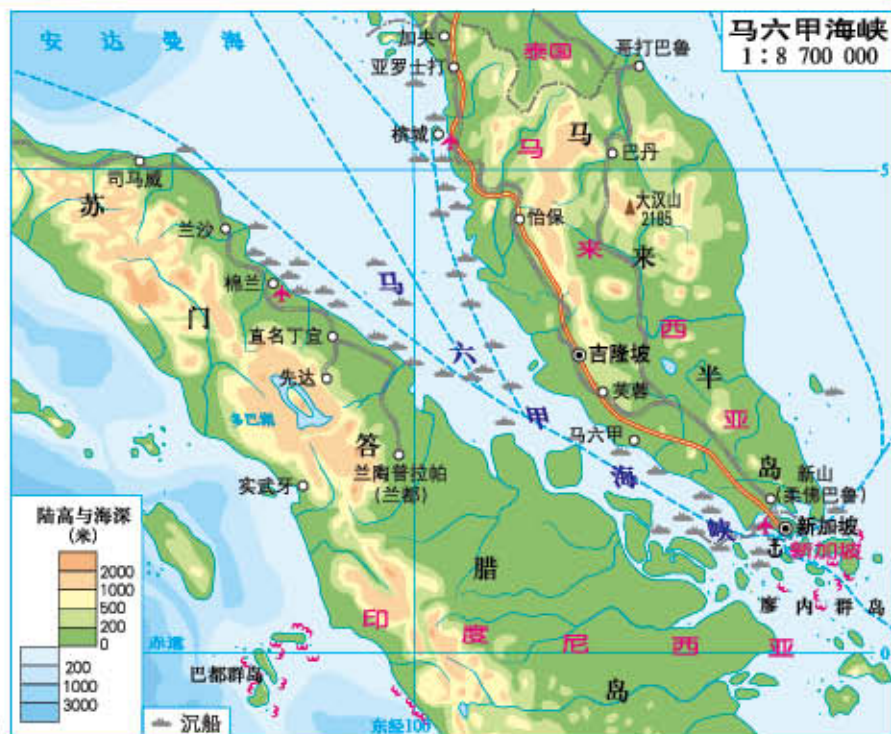 马六甲海峡
1：8 700 000
安达曼海
加央
泰国
哥打巴鲁
亚罗士打
槟城
马
马
巴丹
5
司马威
苏
大汉山
2185
兰沙
怡保
来
来
棉兰
马
门
西
直名丁宜
六
吉隆坡
先达
半
芙蓉
多巴湖
甲
亚
马六甲
答
岛
兰陶普拉帕
(兰都)
海
新山
(柔佛巴鲁)
实武牙
陆高与海深
(米)
峡
新加坡
新加坡
2000
1000
500
200
0
腊
廖内群岛
印度尼西亚
赤道
0
200
1000
3000
巴都群岛
岛
沉船
东经100